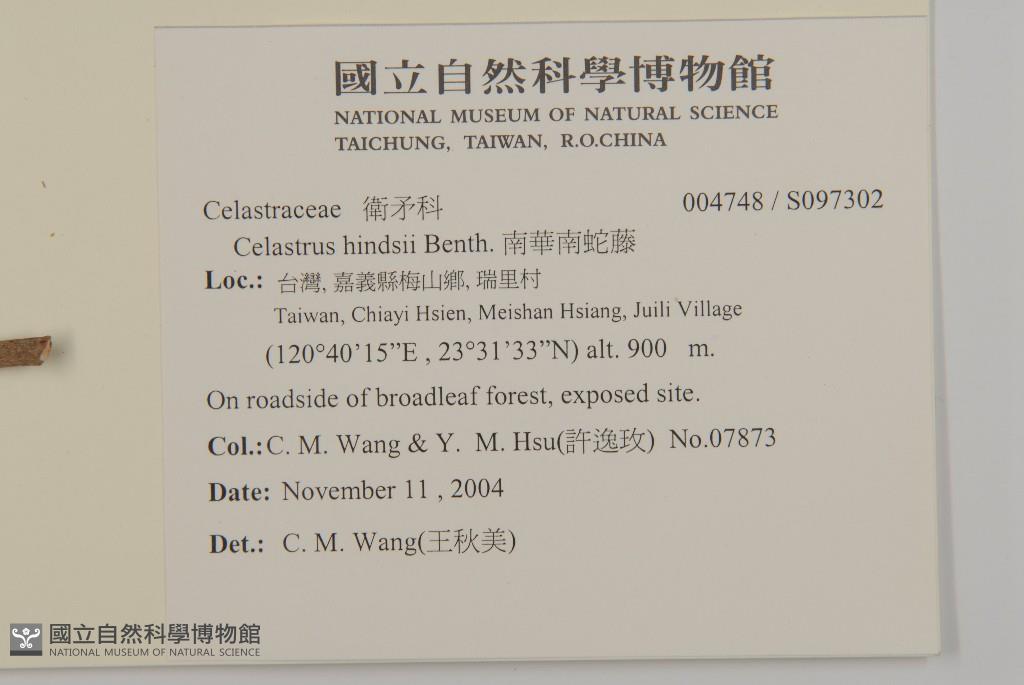 國立自然科學博物館
NATIONAL MUSEUM OF NATURAL SCIENCE
TAICHUNG, TAIWAN, R.O.CHINA
Celastraceae 衛矛科 004748 / S097302
Celastrus hindsii Benth. 南華南蛇藤
Loc.: 台灣, 嘉義縣梅山鄉, 瑞里村
Taiwan, Chiayi Hsien, Meishan Hsiang, Juili Village
(120°40’15”E , 23°31’33”N) alt. 900 m.
On roadside of broadleaf forest, exposed site.
Col.: C. M. Wang & Y. M. Hsu(許逸玫) No.07873
Date: November 11 , 2004
Det.: C. M. Wang(王秋美)
國立自然科學博物館
NATIONAL MUSEUM OF NATURAL SCIENCE